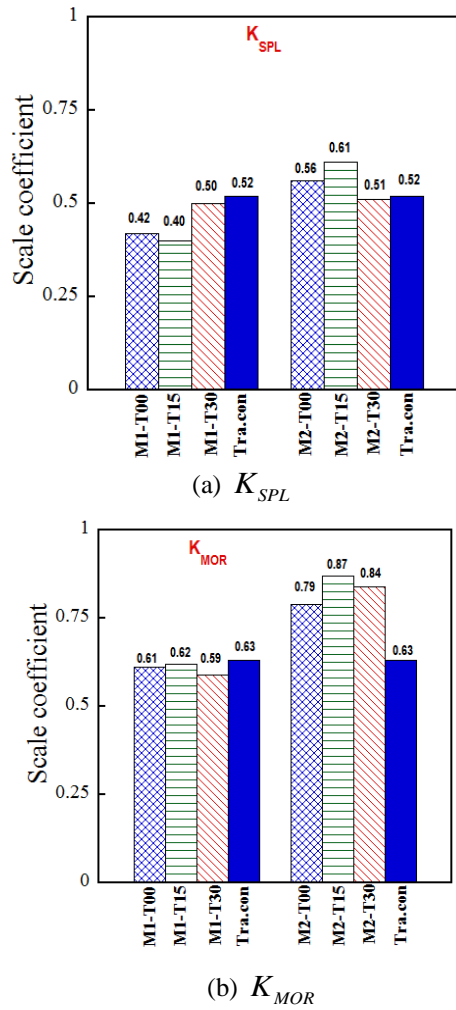 1
K_SPL
0.75
Scale coefficient
0.61
0.56
0.50
0.52
0.51
0.52
0.5
0.42
0.40
0.25
0
M1-T00
M1-T15
M1-T30
Tra.con
M2-T00
M2-T15
M2-T30
Tra.con
(a) K_SPL
1
K_MOR
0.87
0.84
0.79
0.75
Scale coefficient
0.61
0.62
0.59
0.63
0.63
0.5
0.25
0
M1-T00
M1-T15
M1-T30
Tra.con
M2-T00
M2-T15
M2-T30
Tra.con
(b) K_MOR